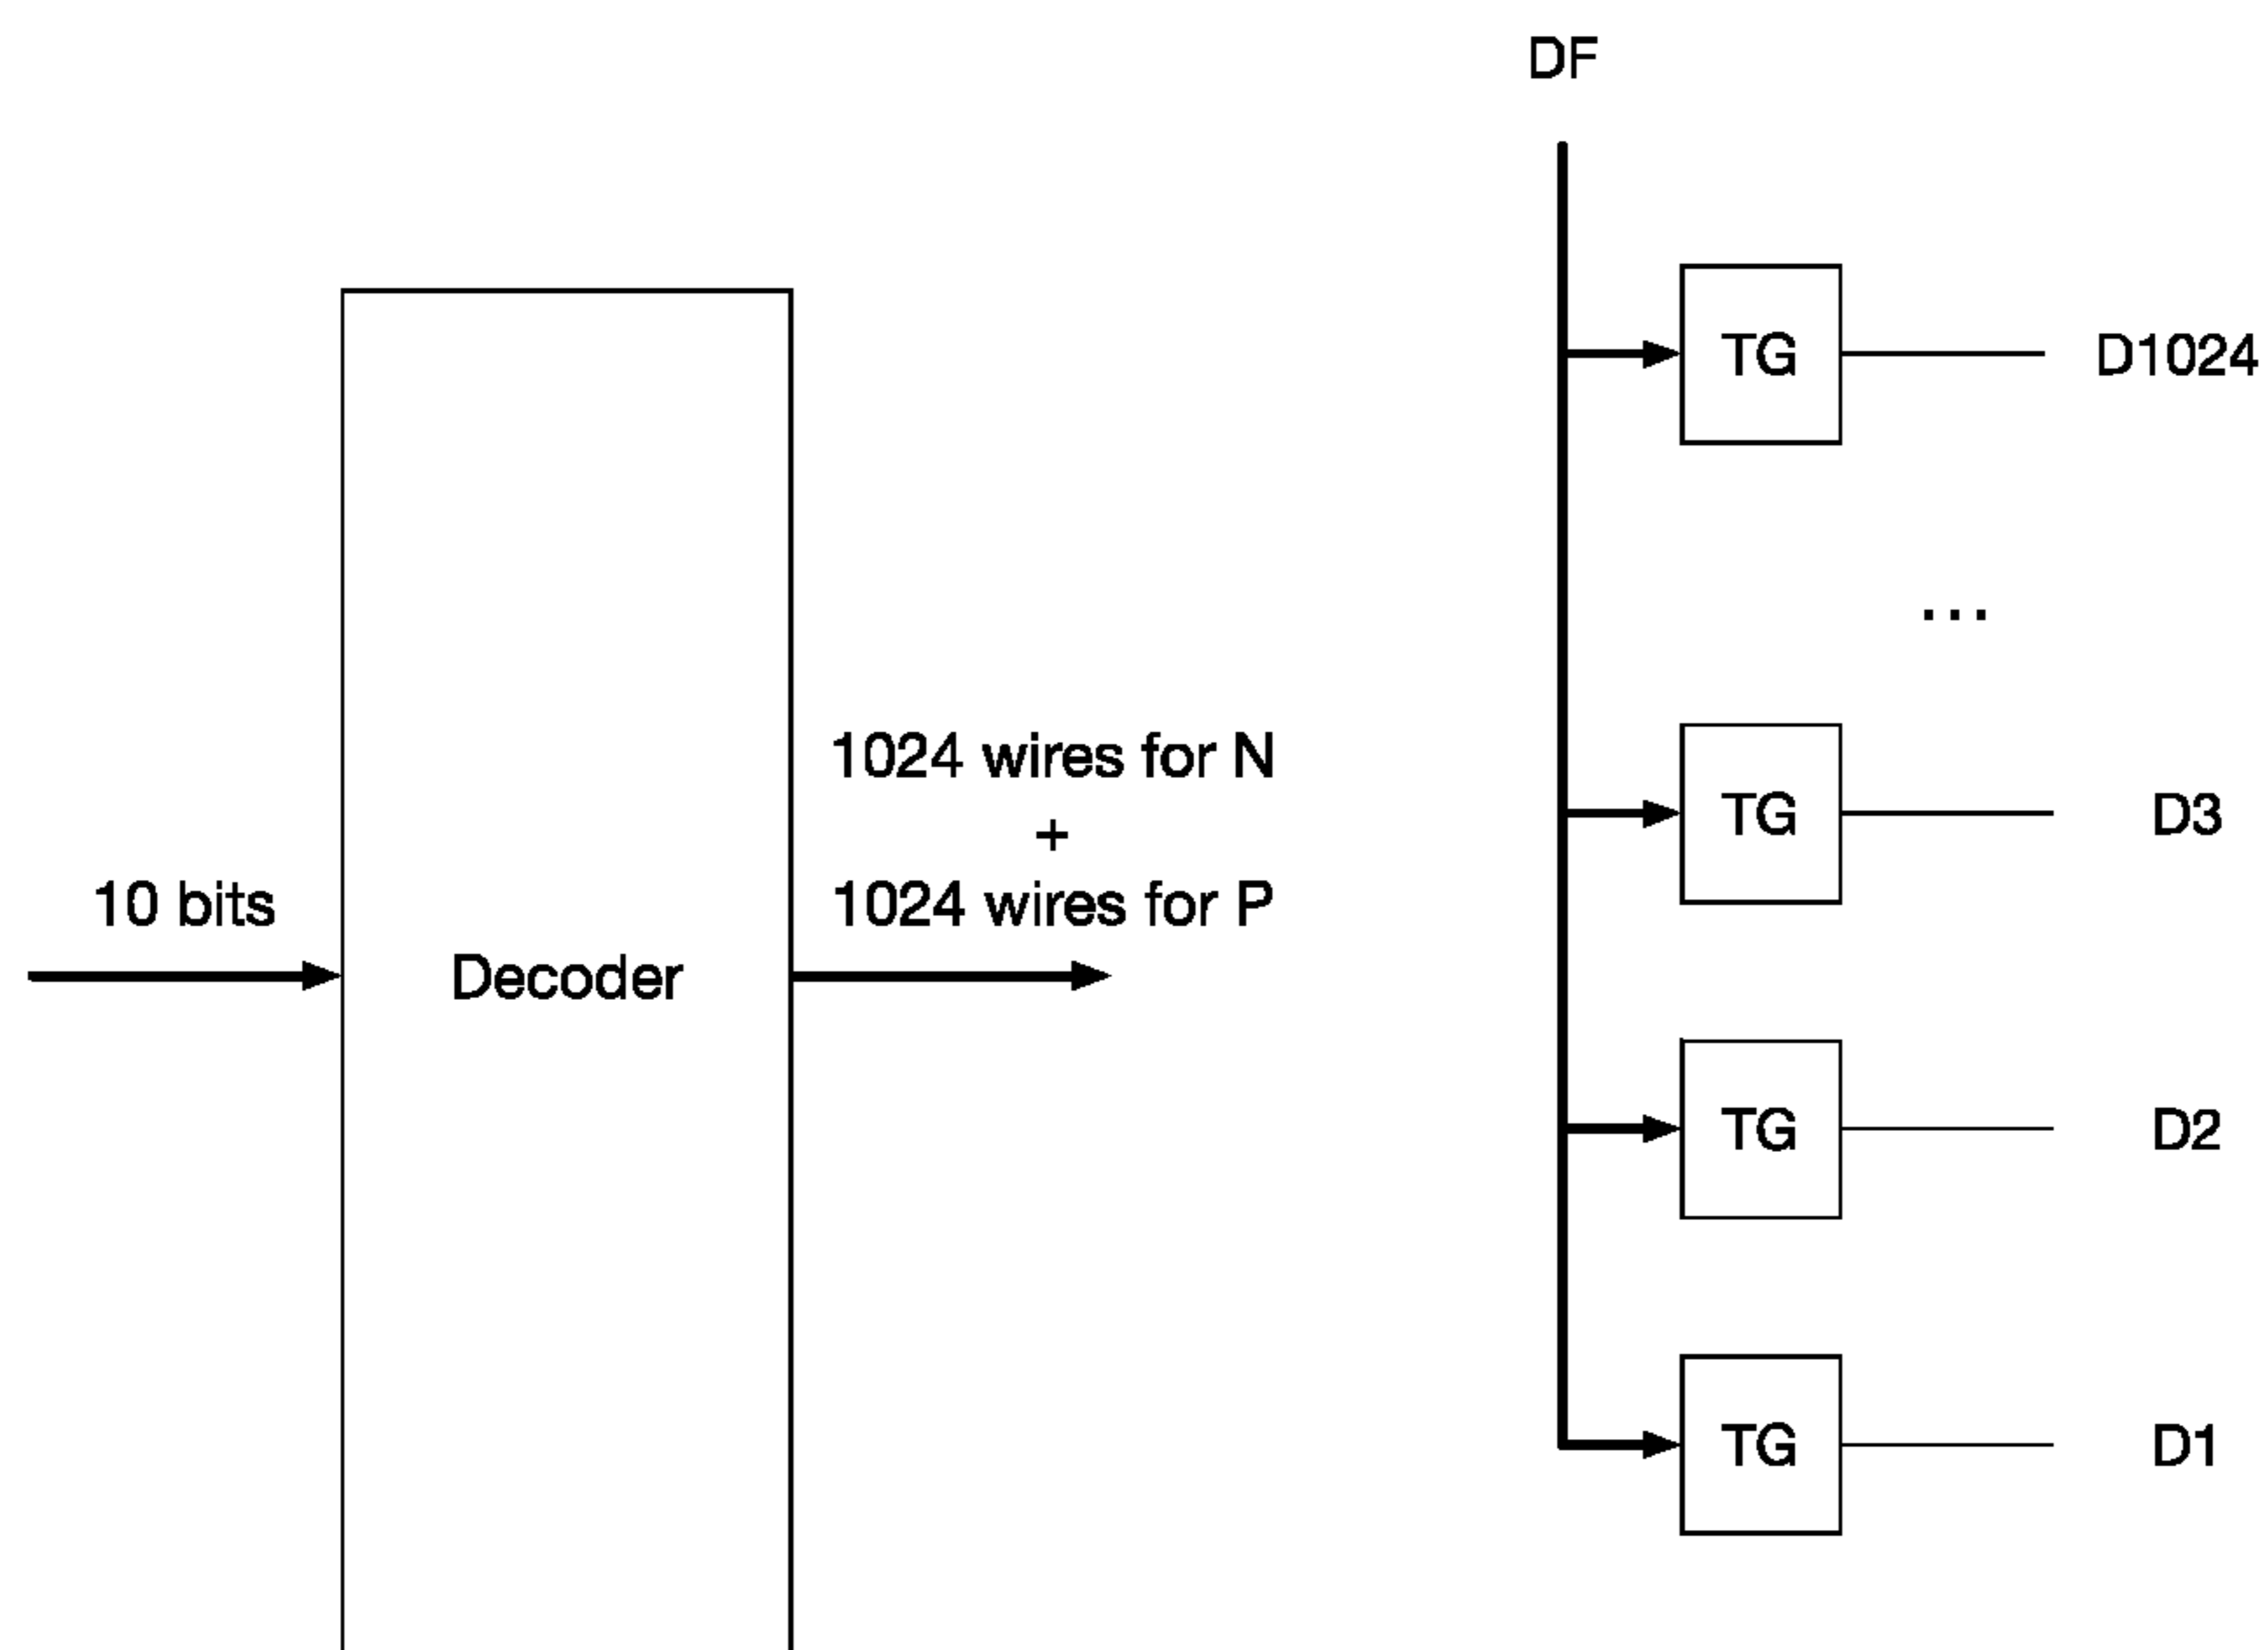 DF
TG
D1024
...
1024 wires for N
+
TG
D3
10 bits
1024 wires for P
Decoder
TG
D2
TG
D1